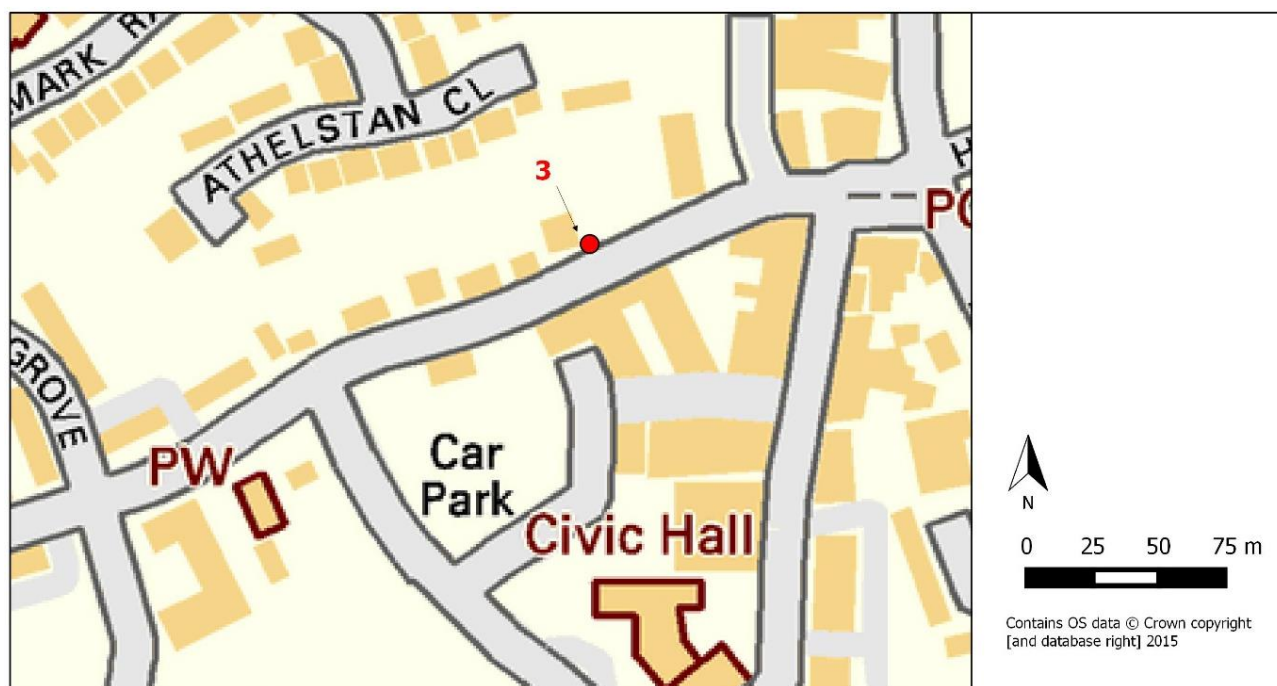 MARK RA
ATHELSTAN CL
3
H
PO
GROVE
PW
Car
Park
Civic Hall
N
0 25 50 75 m
Contains OS data © Crown copyright
[and database right] 2015